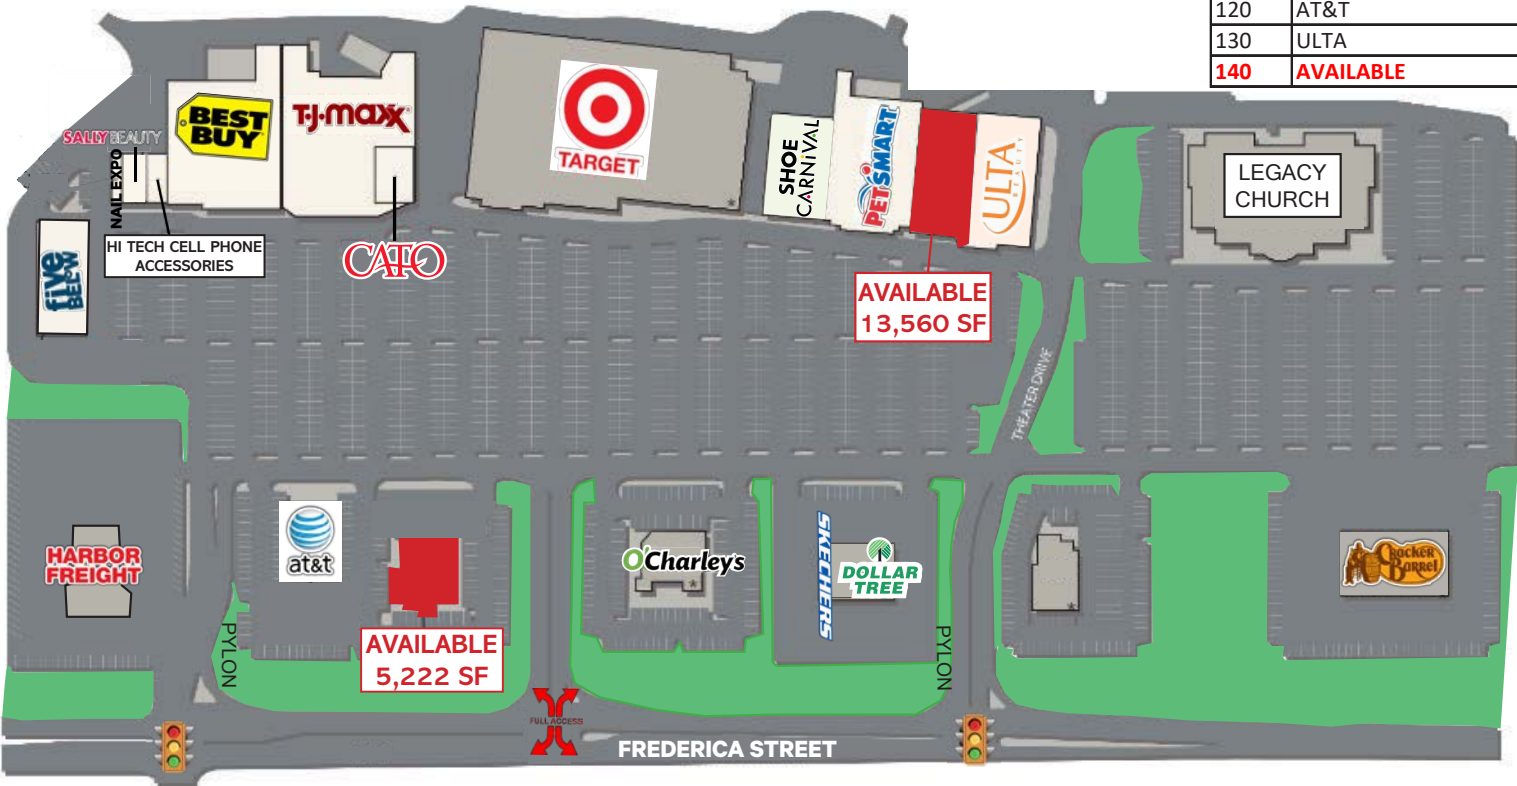 120 AT&T
130 ULTA
140 AVAILABLE
SALLY BEAUTY
NAIL EXPO
BEST
BUY
T·J·maxx
TARGET
SHOE
CARNIVAL
PETSMART
ULTA
BEAUTY
LEGACY
CHURCH
HI TECH CELL PHONE
ACCESSORIES
CATO
five
BEL°W
AVAILABLE
13,560 SF
THEATER DRIVE
HARBOR
FREIGHT
at&t
O'Charley's
SKECHERS
DOLLAR
TREE
Cracker
Barrel
AVAILABLE
5,222 SF
PYLON
PYLON
FULL ACCESS
FREDERICA STREET